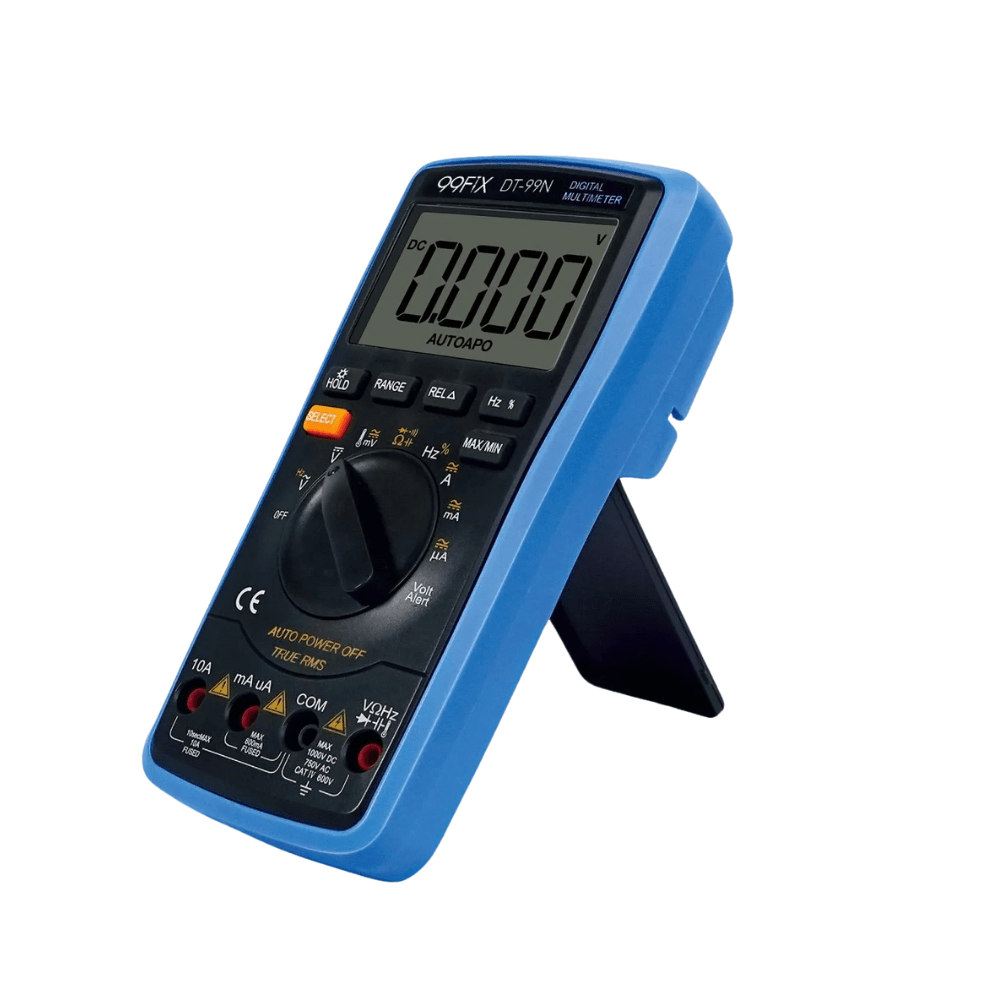 99FiX DT-99N DIGITAL
MULTIMETER
DC
V
0.000
AUTOAPO
HOLD
RANGE
REL△
Hz %
SELECT
MAX/MIN
mV
Ω
Hz %
V
Hz
V
A
OFF
mA
μA
Volt
Alert
CE
AUTO POWER OFF
TRUE RMS
10A
mA uA
COM
VΩHz
10secMAX
10A
FUSED
MAX
600mA
FUSED
MAX
1000V DC
750V AC
CAT IV 600V